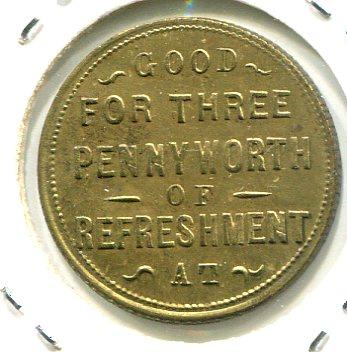 GOOD
FOR THREE
PENNYWORTH
OF
REFRESHMENT
AT